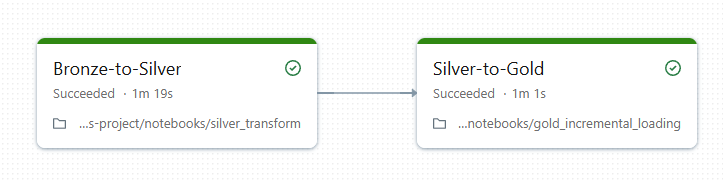 Bronze-to-Silver
Succeeded · 1m 19s
...s-project/notebooks/silver_transform
Silver-to-Gold
Succeeded · 1m 1s
...notebooks/gold_incremental_loading